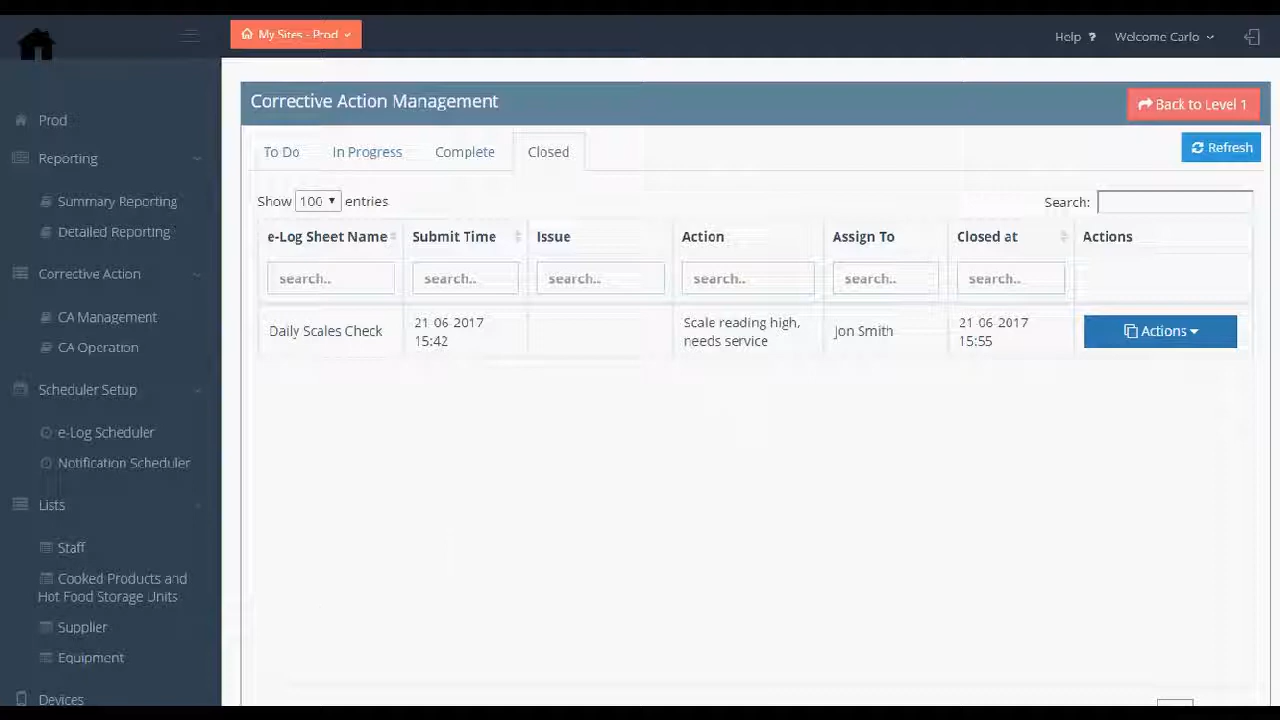 My Sites - Prod
Help ?
Welcome Carlo
Prod
Reporting
Summary Reporting
Detailed Reporting
Corrective Action
CA Management
CA Operation
Scheduler Setup
e-Log Scheduler
Notification Scheduler
Lists
Staff
Cooked Products and
Hot Food Storage Units
Supplier
Equipment
Devices
Corrective Action Management
Back to Level 1
To Do
In Progress
Complete
Closed
Refresh
Show 100 entries
Search:
e-Log Sheet Name
Submit Time
Issue
Action
Assign To
Closed at
Actions
search..
search..
search..
search..
search..
search..
Daily Scales Check
21-06-2017
15:42
Scale reading high,
needs service
Jon Smith
21-06-2017
15:55
Actions